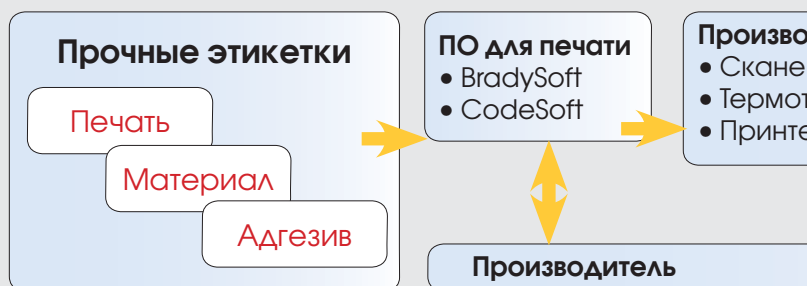 Прочные этикетки
Печать
Материал
Адгезив
ПО для печати
• BradySoft
• CodeSoft
Производитель